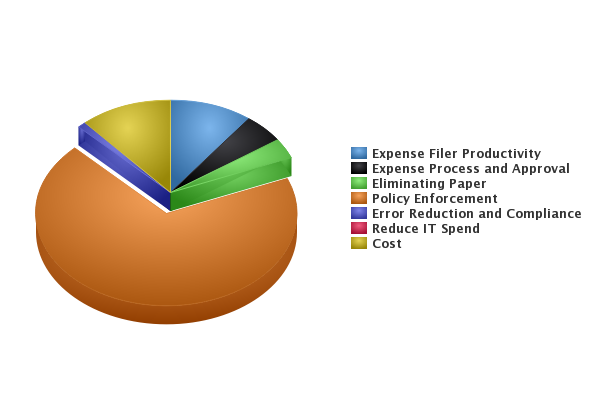 Expense Filer Productivity
Expense Process and Approval
Eliminating Paper
Policy Enforcement
Error Reduction and Compliance
Reduce IT Spend
Cost